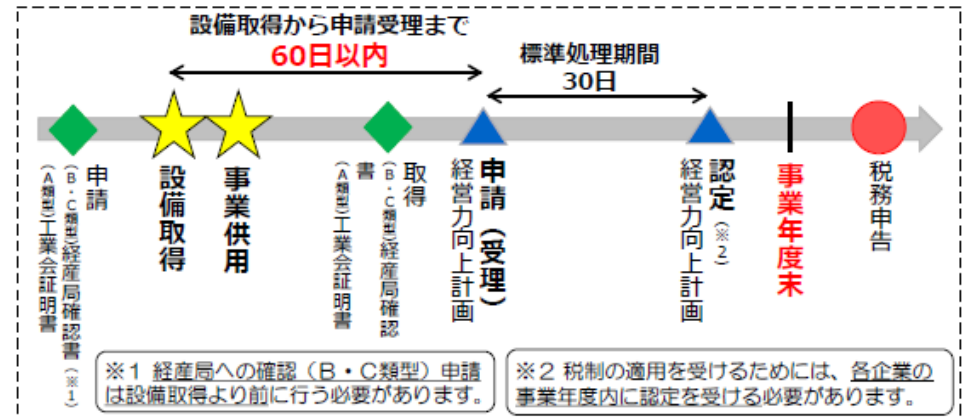 設備取得から申請受理まで
60日以内
標準処理期間
30日
申請
（B・C類型）経産局確認書（※1）
（A類型）工業会証明書
設備取得
事業供用
取得
（B・C類型）経産局確認
書
（A類型）工業会証明書
申請（受理）
経営力向上計画
認定（※2）
経営力向上計画
事業年度末
税務申告
※1 経産局への確認（B・C類型）申請
は設備取得より前に行う必要があります。
※2 税制の適用を受けるためには、各企業の
事業年度内に認定を受ける必要があります。